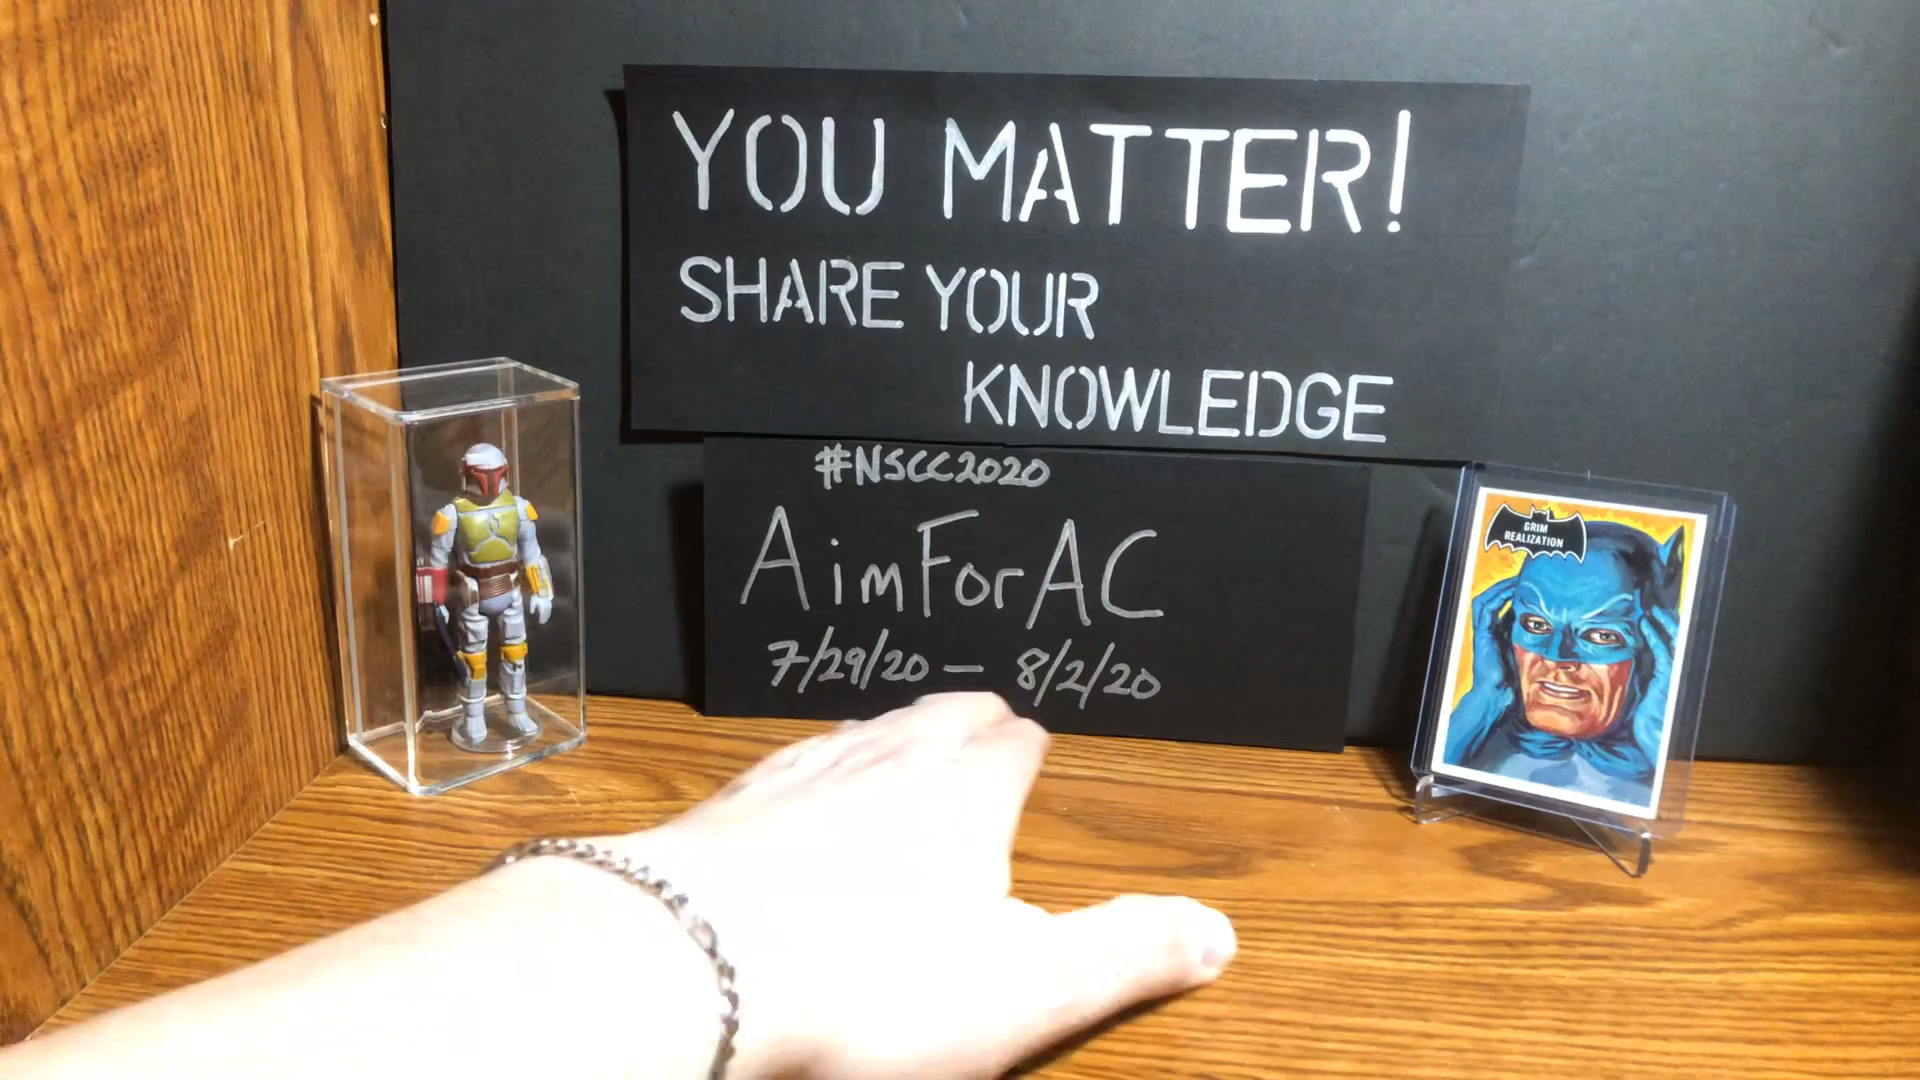 YOU MATTER!
SHARE YOUR
KNOWLEDGE
#NSCC2020
AimForAC
7/29/20 – 8/2/20
GRIM
REALIZATION